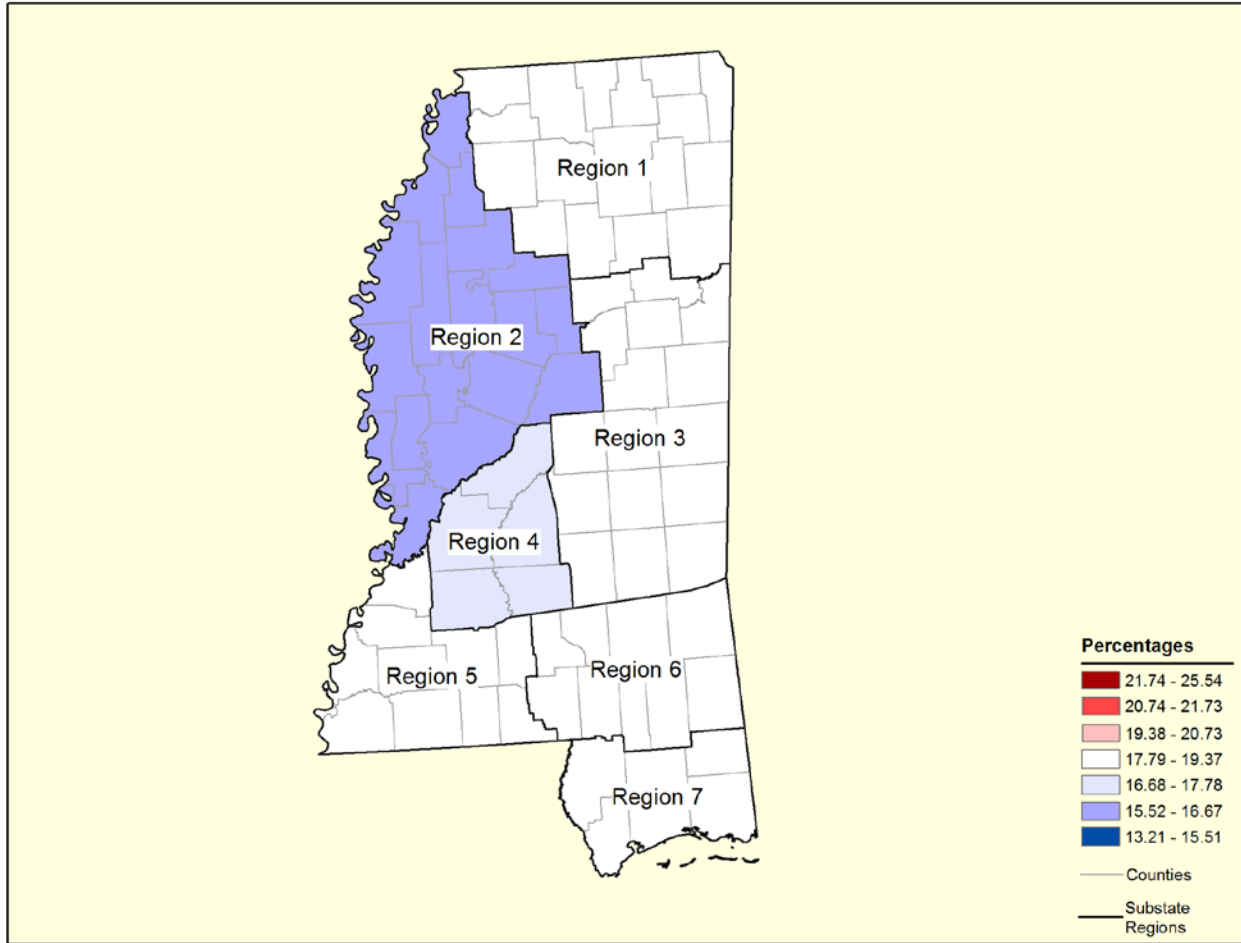 Region 1
Region 2
Region 3
Region 4
Region 5
Region 6
Region 7
Percentages
21.74 - 25.54
20.74 - 21.73
19.38 - 20.73
17.79 - 19.37
16.68 - 17.78
15.52 - 16.67
13.21 - 15.51
Counties
Substate
Regions